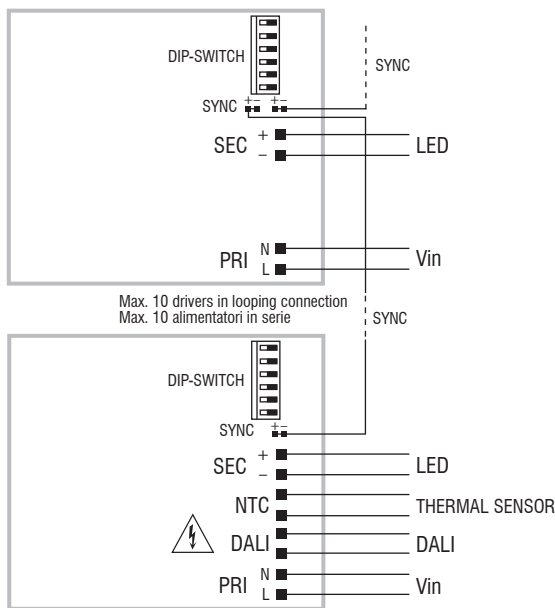 DIP-SWITCH
SYNC
SYNC
+ - + -
SEC + - LED
PRI N L Vin
Max. 10 drivers in looping connection
Max. 10 alimentatori in serie
SYNC
DIP-SWITCH
SYNC + -
SEC + - LED
NTC THERMAL SENSOR
DALI DALI
PRI N L Vin